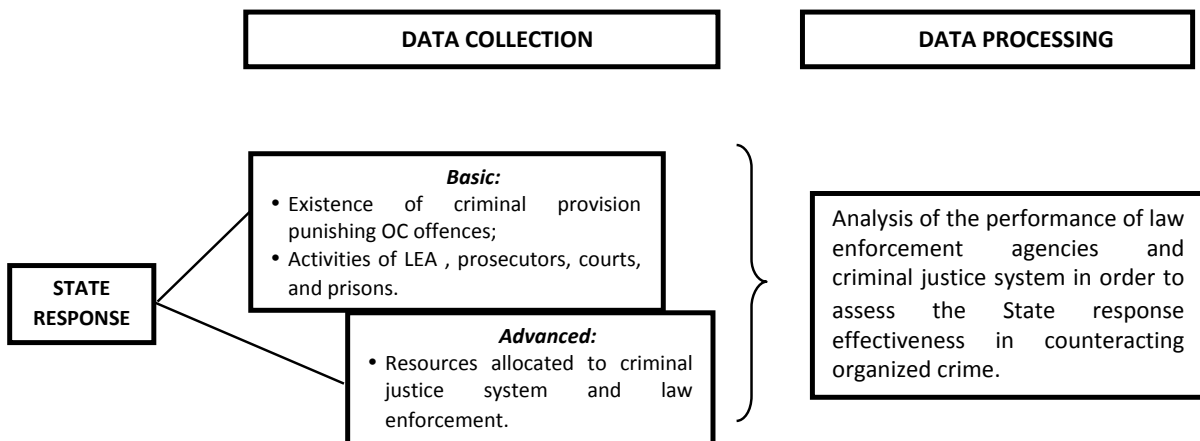 DATA COLLECTION
DATA PROCESSING
STATE
RESPONSE
Basic:
• Existence of criminal provision
punishing OC offences;
• Activities of LEA , prosecutors, courts,
and prisons.
Advanced:
• Resources allocated to criminal
justice system and law
enforcement.
Analysis of the performance of law
enforcement agencies and
criminal justice system in order to
assess the State response
effectiveness in counteracting
organized crime.